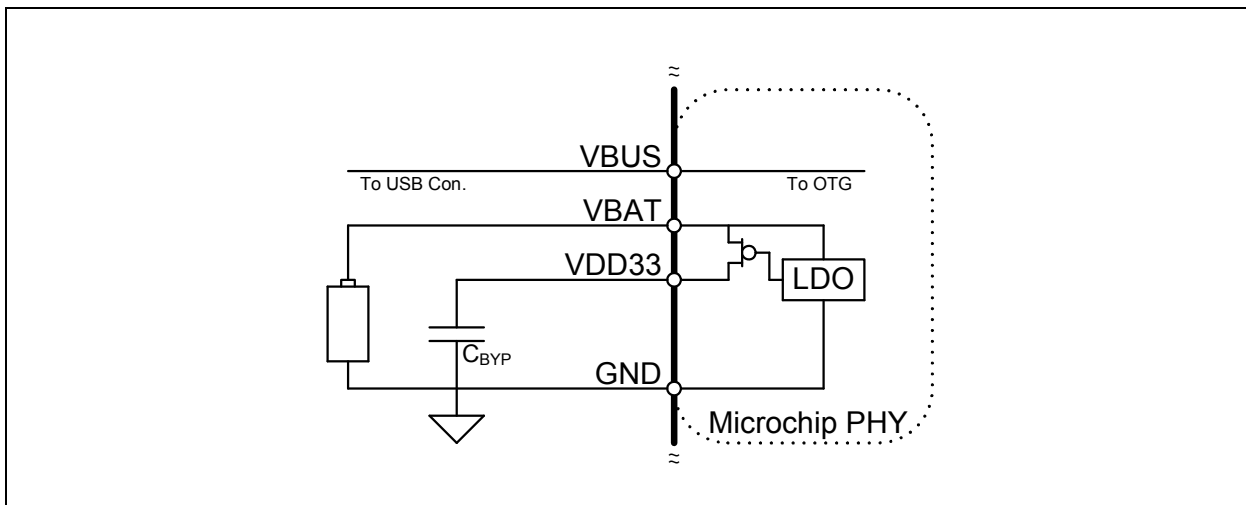 VBUS
To USB Con.
To OTG
VBAT
VDD33
LDO
CBYP
GND
Microchip PHY